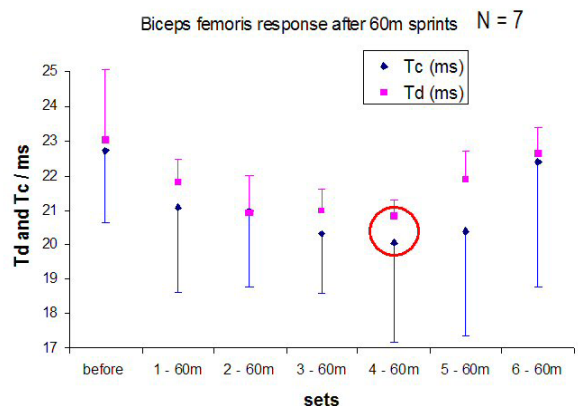 Biceps femoris response after 60m sprints N = 7
Tc (ms)
Td (ms)
Td and Tc / ms
25
24
23
22
21
20
19
18
17
before 1 - 60m 2 - 60m 3 - 60m 4 - 60m 5 - 60m 6 - 60m
sets